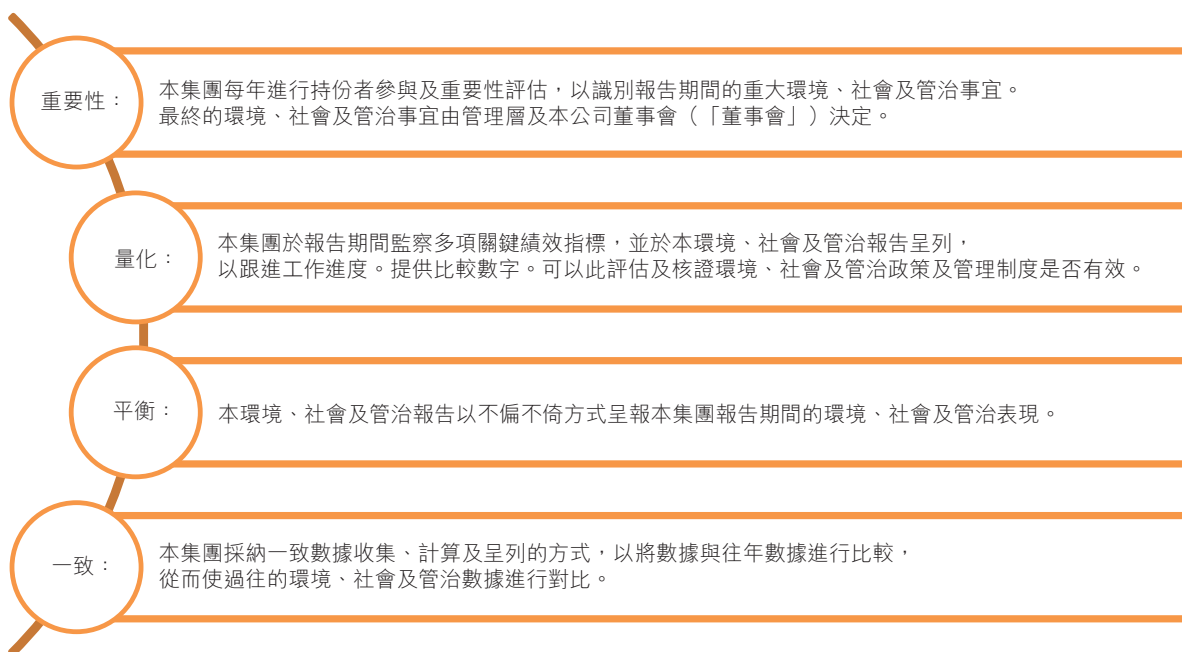 重要性：
本集團每年進行持份者參與及重要性評估，以識別報告期間的重大環境、社會及管治事宜。
最終的環境、社會及管治事宜由管理層及本公司董事會（「董事會」）決定。
量化：
本集團於報告期間監察多項關鍵績效指標，並於本環境、社會及管治報告呈列，
以跟進工作進度。提供比較數字。可以此評估及核證環境、社會及管治政策及管理制度是否有效。
平衡：
本環境、社會及管治報告以不偏不倚方式呈報本集團報告期間的環境、社會及管治表現。
一致：
本集團採納一致數據收集、計算及呈列的方式，以將數據與往年數據進行比較，
從而使過往的環境、社會及管治數據進行對比。